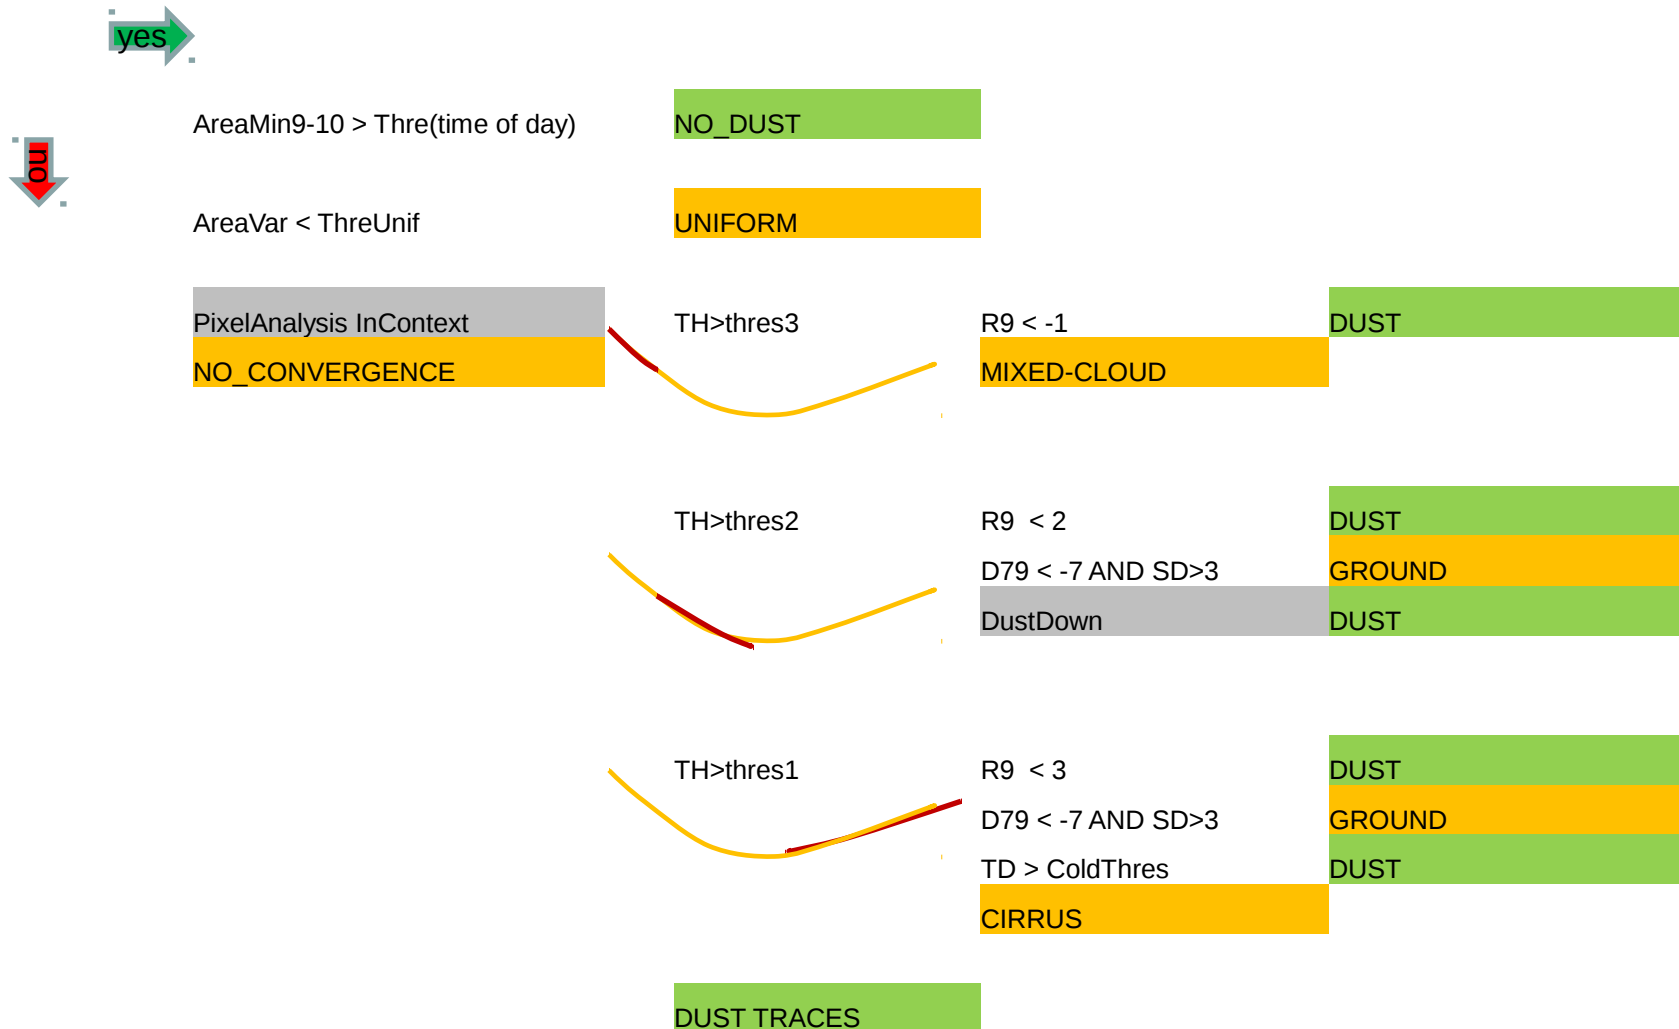 yes
AreaMin9-10 > Thre(time of day) NO_DUST
no
AreaVar < ThreUnif UNIFORM
PixelAnalysis InContext TH>thres3 R9 < -1 DUST
NO_CONVERGENCE MIXED-CLOUD
TH>thres2 R9  < 2 DUST
D79 < -7 AND SD>3 GROUND
DustDown DUST
TH>thres1 R9  < 3 DUST
D79 < -7 AND SD>3 GROUND
TD > ColdThres DUST
CIRRUS
DUST TRACES